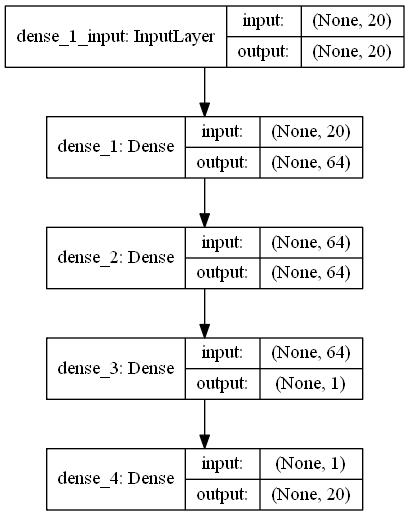 dense_1_input: InputLayer
input: (None, 20)
output: (None, 20)
dense_1: Dense
input: (None, 20)
output: (None, 64)
dense_2: Dense
input: (None, 64)
output: (None, 64)
dense_3: Dense
input: (None, 64)
output: (None, 1)
dense_4: Dense
input: (None, 1)
output: (None, 20)